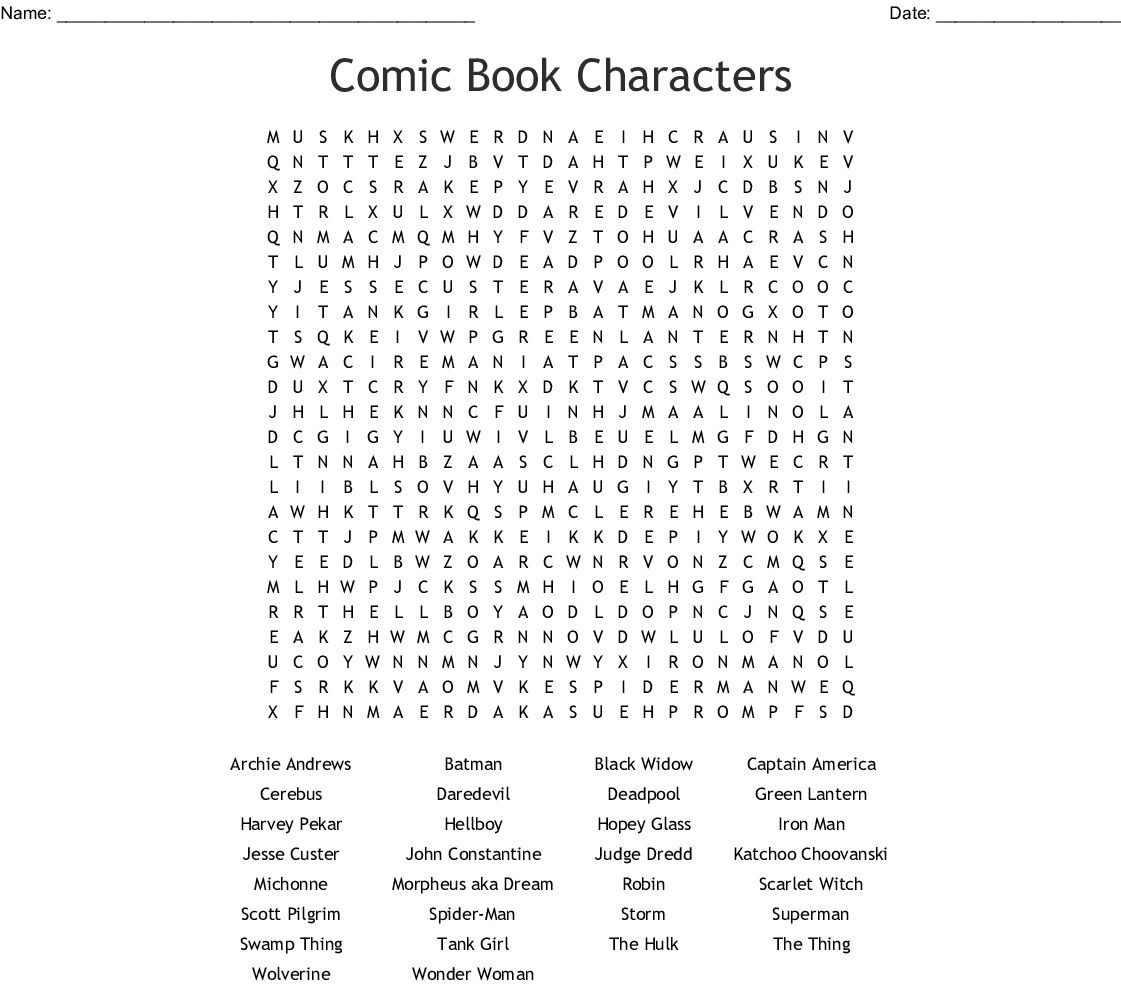 Name: ____________________________________________ Date: ____________________
Comic Book Characters
M U S K H X S W E R D N A E I H C R A U S I N V
Q N T T T E Z J B V T D A H T P W E I X U K E V
X Z O C S R A K E P Y E V R A H X J C D B S N J
H T R L X U L X W D D A R E D E V I L V E N D O
Q N M A C M Q M H Y F V Z T O H U A A C R A S H
T L U M H J P O W D E A D P O O L R H A E V C N
Y J E S S E C U S T E R A V A E J K L R C O O C
Y I T A N K G I R L E P B A T M A N O G X O T O
T S Q K E I V W P G R E E N L A N T E R N H T N
G W A C I R E M A N I A T P A C S S B S W C P S
D U X T C R Y F N K X D K T V C S W Q S O O I T
J H L H E K N N C F U I N H J M A A L I N O L A
D C G I G Y I U W I V L B E U E L M G F D H G N
L T N N A H B Z A A S C L H D N G P T W E C R T
L I I B L S O V H Y U H A U G I Y T B X R T I I
A W H K T T R K Q S P M C L E R E H E B W A M N
C T T J P M W A K K E I K K D E P I Y W O K X E
Y E E D L B W Z O A R C W N R V O N Z C M Q S E
M L H W P J C K S S M H I O E L H G F G A O T L
R R T H E L L B O Y A O D L D O P N C J N Q S E
E A K Z H W M C G R N N O V D W L U L O F V D U
U C O Y W N N M N J Y N W Y X I R O N M A N O L
F S R K K V A O M V K E S P I D E R M A N W E Q
X F H N M A E R D A K A S U E H P R O M P F S D
Archie Andrews Batman Black Widow Captain America
Cerebus Daredevil Deadpool Green Lantern
Harvey Pekar Hellboy Hopey Glass Iron Man
Jesse Custer John Constantine Judge Dredd Katchoo Choovanski
Michonne Morpheus aka Dream Robin Scarlet Witch
Scott Pilgrim Spider-Man Storm Superman
Swamp Thing Tank Girl The Hulk The Thing
Wolverine Wonder Woman